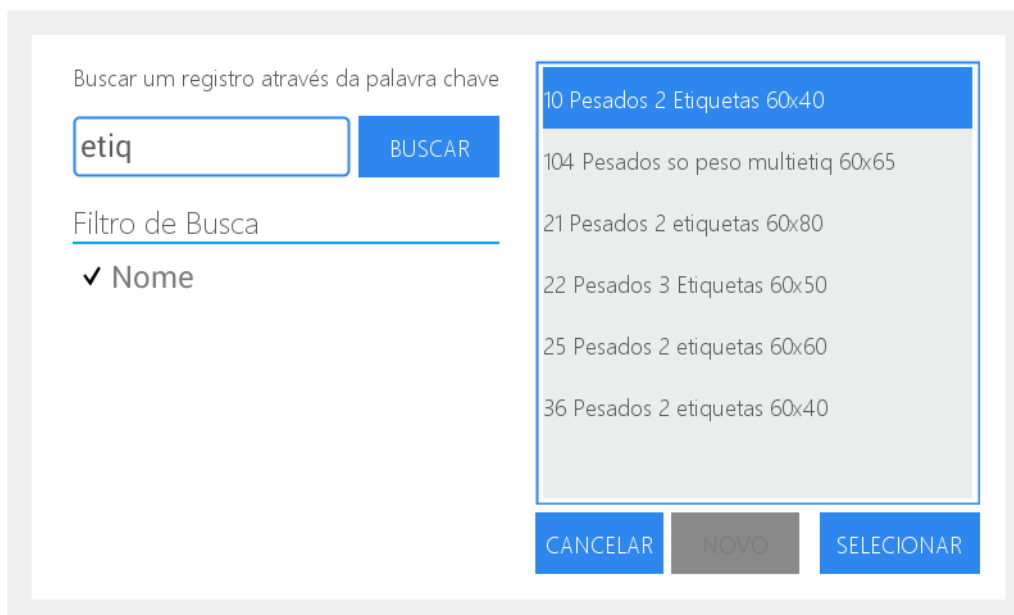 Buscar um registro através da palavra chave
etiq
BUSCAR
Filtro de Busca
Nome
10 Pesados 2 Etiquetas 60x40
104 Pesados so peso multietiq 60x65
21 Pesados 2 etiquetas 60x80
22 Pesados 3 Etiquetas 60x50
25 Pesados 2 etiquetas 60x60
36 Pesados 2 etiquetas 60x40
CANCELAR
NOVO
SELECIONAR